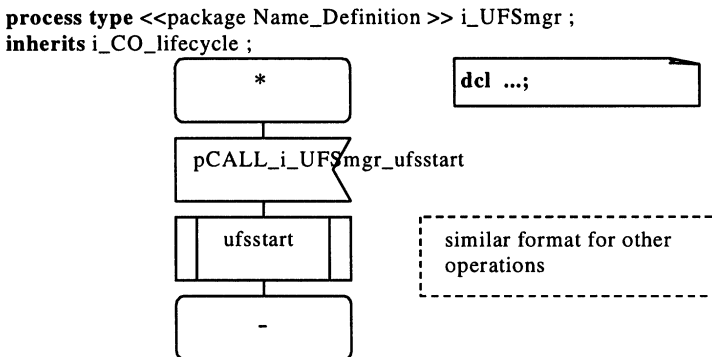 process type <<package Name_Definition >> i_UFSmgr ;
inherits i_CO_lifecycle ;
*
dcl ...;
pCALL_i_UFSmgr_ufsstart
ufsstart
similar format for other
operations
-